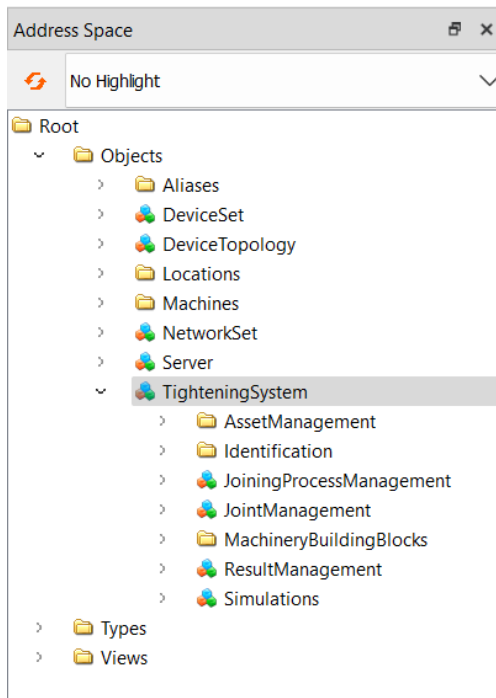 Address Space
No Highlight
Root
Objects
Aliases
DeviceSet
DeviceTopology
Locations
Machines
NetworkSet
Server
TighteningSystem
AssetManagement
Identification
JoiningProcessManagement
JointManagement
MachineryBuildingBlocks
ResultManagement
Simulations
Types
Views